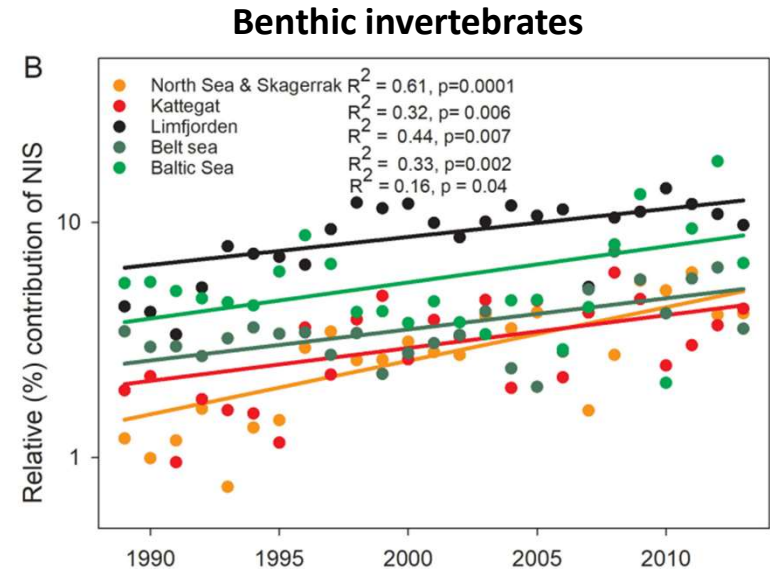 Benthic invertebrates
B
North Sea & Skagerrak R2 = 0.61, p=0.0001
Kattegat R2 = 0.32, p= 0.006
Limfjorden R2 = 0.44, p=0.007
Belt sea R2 = 0.33, p=0.002
Baltic Sea R2 = 0.16, p = 0.04
Relative (%) contribution of NIS
10
1
1990 1995 2000 2005 2010